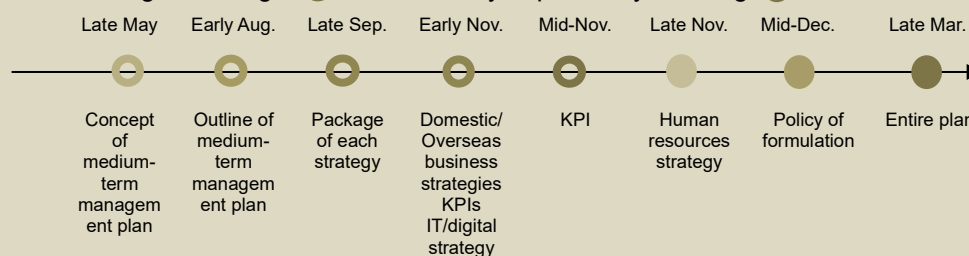 Late May
Early Aug.
Late Sep.
Early Nov.
Mid-Nov.
Late Nov.
Mid-Dec.
Late Mar.
Concept
of
medium-
term
managem
ent plan
Outline of
medium-
term
managem
ent plan
Package
of each
strategy
Domestic/
Overseas
business
strategies
KPIs
IT/digital
strategy
KPI
Human
resources
strategy
Policy of
formulation
Entire plan